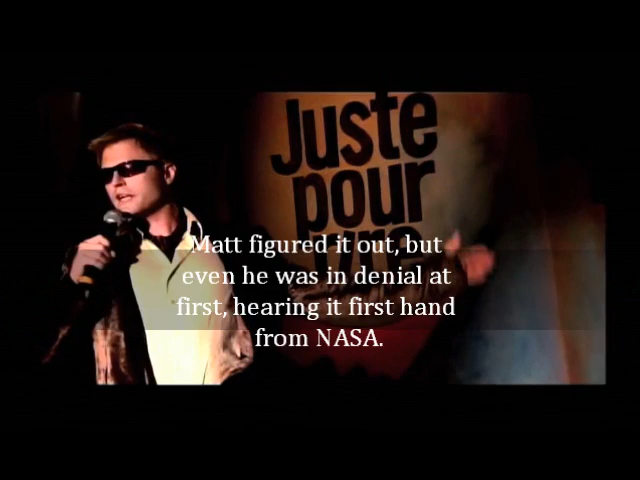 Juste
pour
rire
Matt figured it out, but
even he was in denial at
first, hearing it first hand
from NASA.